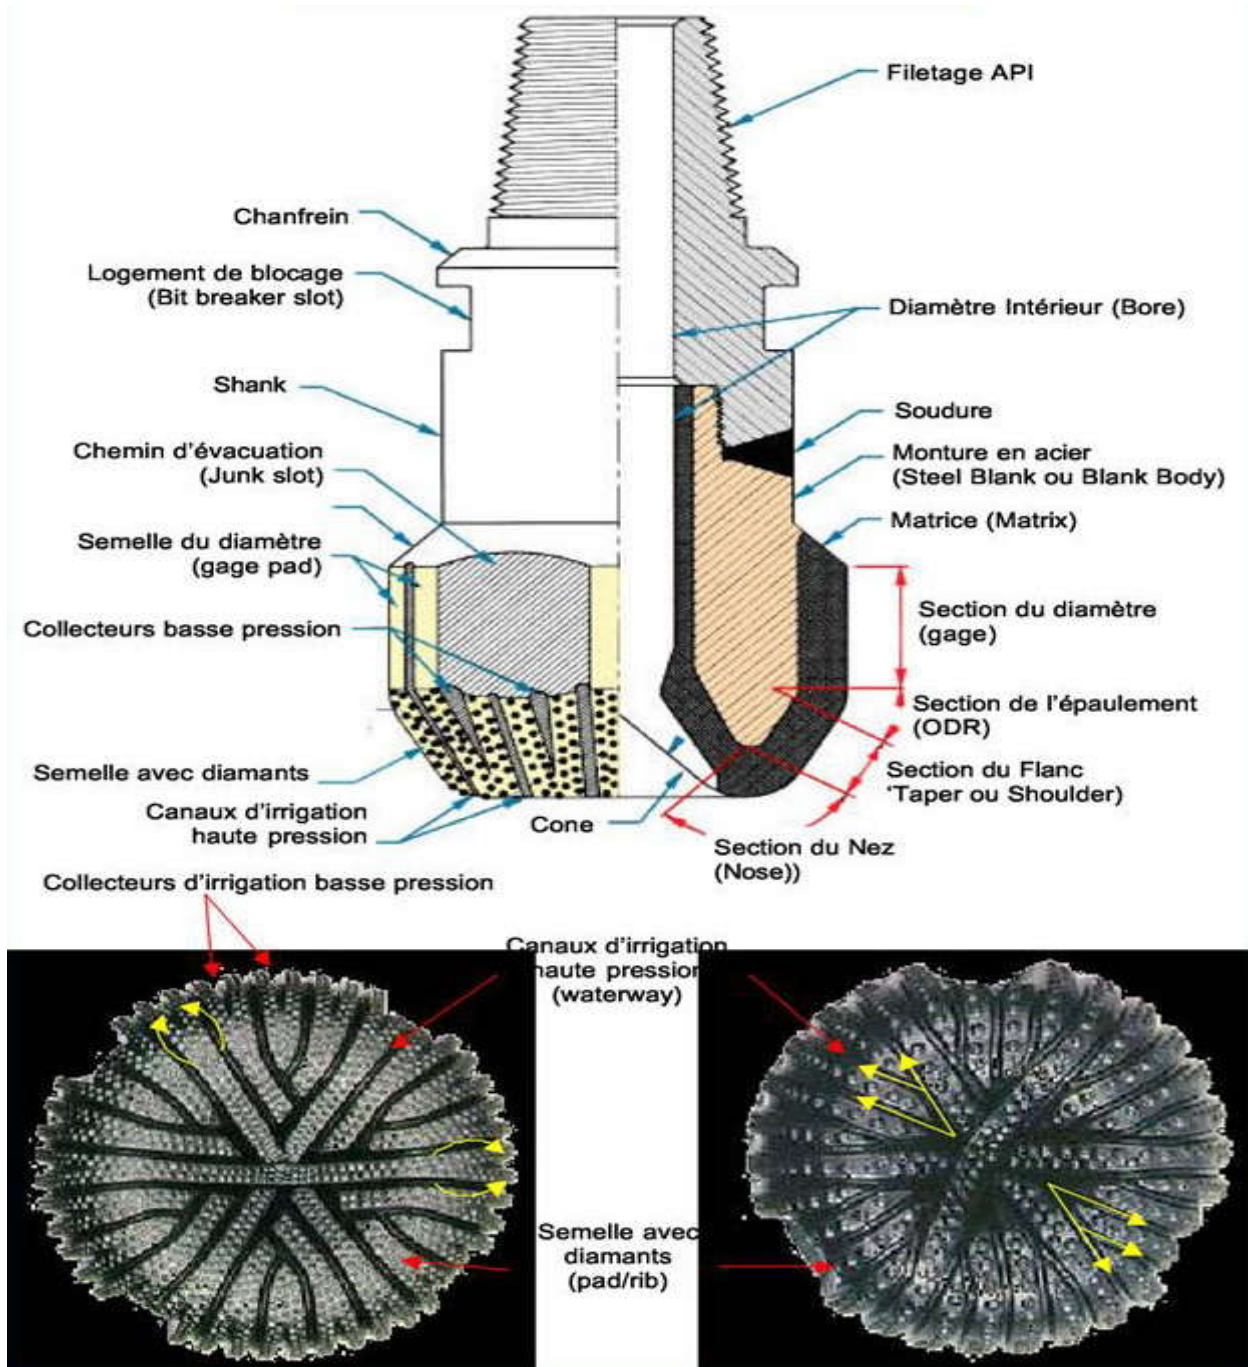 Filetage API
Chanfrein
Logement de blocage
(Bit breaker slot)
Diamètre Intérieur (Bore)
Shank
Soudure
Chemin d'évacuation
(Junk slot)
Monture en acier
(Steel Blank ou Blank Body)
Matrice (Matrix)
Semelle du diamètre
(gage pad)
Section du diamètre
(gage)
Collecteurs basse pression
Section de l'épaulement
(ODR)
Semelle avec diamants
Section du Flanc
'Taper ou Shoulder)
Canaux d'irrigation
haute pression
Cone
Section du Nez
(Nose))
Collecteurs d'irrigation basse pression
Canaux d'irrigation
haute pression
(waterway)
Semelle avec
diamants
(pad/rib)